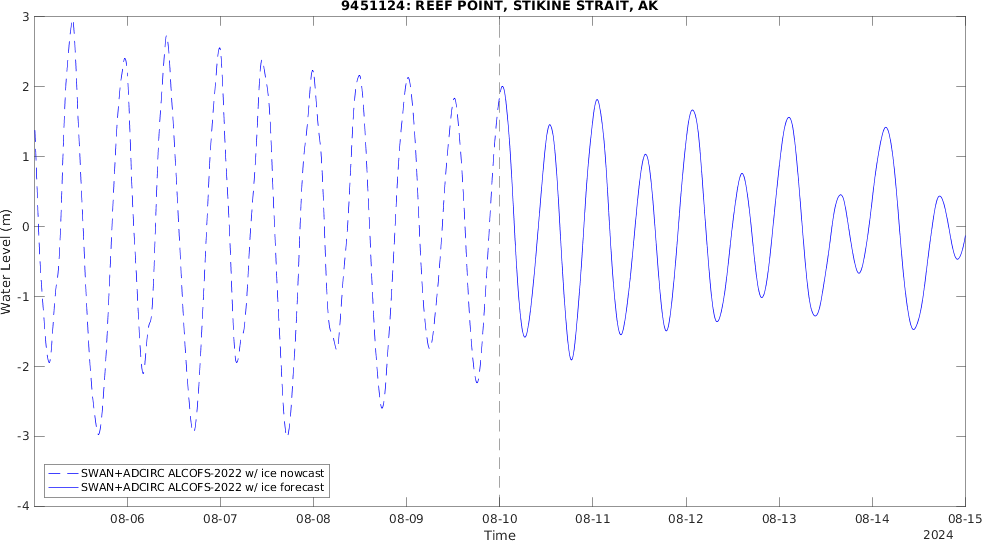 9451124: REEF POINT, STIKINE STRAIT, AK
3
2
1
0
-1
-2
-3
-4
Water Level (m)
SWAN+ADCIRC ALCOFS-2022 w/ ice nowcast
SWAN+ADCIRC ALCOFS-2022 w/ ice forecast
08-06 08-07 08-08 08-09 08-10 08-11 08-12 08-13 08-14 08-15
Time
2024